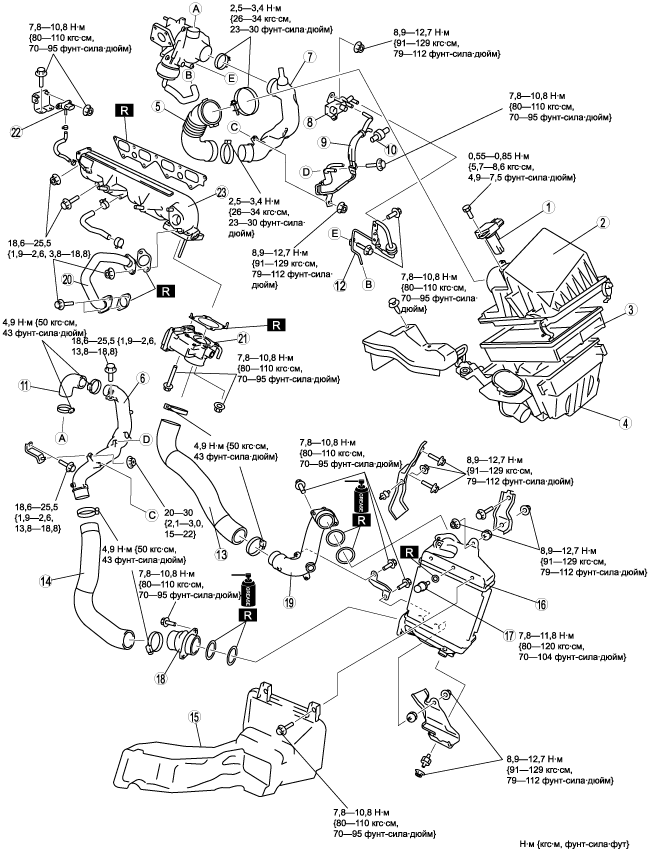 7,8—10,8 Н·м
{80—110 кгс·см,
70—95 фунт-сила·дюйм}
A
2,5—3,4 Н·м
{26—34 кгс·см,
23—30 фунт-сила·дюйм}
7
8,9—12,7 Н·м
{91—129 кгс·см,
79—112 фунт-сила·дюйм}
B
E
22
R
5
C
8
9
10
7,8—10,8 Н·м
{80—110 кгс·см,
70—95 фунт-сила·дюйм}
D
0,55—0,85 Н·м
{5,7—8,6 кгс·см,
4,9—7,5 фунт-сила·дюйм}
1
2
23
2,5—3,4 Н·м
{26—34 кгс·см,
23—30 фунт-сила·
дюйм}
18,6—25,5
{1,9—2,6, 3,8—18,8}
20
R
8,9—12,7 Н·м
{91—129 кгс·см,
79—112 фунт-сила·
дюйм}
E
12
B
7,8—10,8 Н·м
{80—110 кгс·см,
70—95 фунт-сила·
дюйм}
3
4
4,9 Н·м {50 кгс·см,
43 фунт-сила·дюйм}
18,6—25,5 {1,9—2,6,
13,8—18,8}
R
21
7,8—10,8 Н·м
{80—110 кгс·см,
70—95 фунт-сила·дюйм}
11
6
A
D
4,9 Н·м {50 кгс·см,
43 фунт-сила·дюйм}
7,8—10,8 Н·м
{80—110 кгс·см,
70—95 фунт-сила·дюйм}
8,9—12,7 Н·м
{91—129 кгс·см,
79—112 фунт-сила·дюйм}
18,6—25,5
{1,9—2,6,
13,8—18,8}
C
20—30
{2,1—3,0,
15—22}
13
GREASE
R
R
8,9—12,7 Н·м
{91—129 кгс·см,
79—112 фунт-сила·дюйм}
4,9 Н·м {50 кгс·см,
43 фунт-сила·дюйм}
14
7,8—10,8 Н·м
{80—110 кгс·см,
70—95 фунт-сила·дюйм}
GREASE
R
19
16
17
7,8—11,8 Н·м
{80—120 кгс·см,
70—104 фунт-сила·дюйм}
18
15
8,9—12,7 Н·м
{91—129 кгс·см,
79—112 фунт-сила·дюйм}
7,8—10,8 Н·м
{80—110 кгс·см,
70—95 фунт-сила·дюйм}
Н·м {кгс·м, фунт-сила·фут}